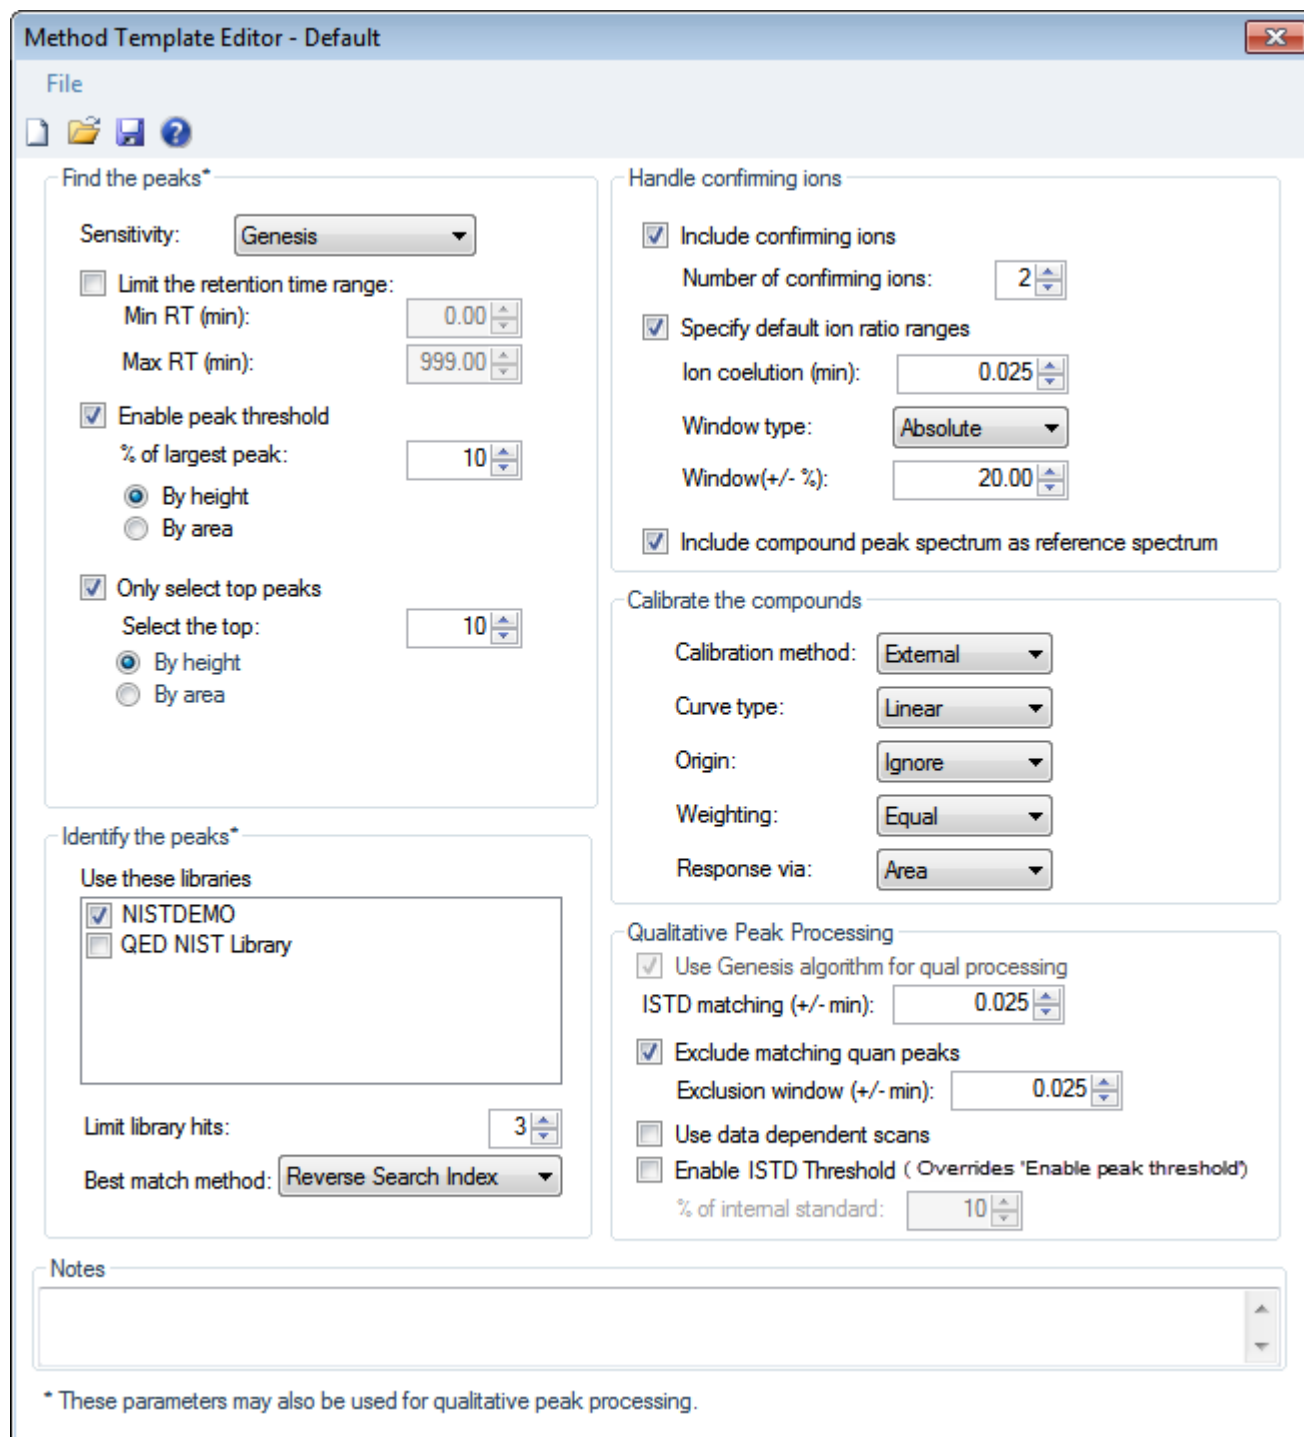 Method Template Editor - Default
File
Find the peaks*
Sensitivity: Genesis
Limit the retention time range:
Min RT (min): 0.00
Max RT (min): 999.00
Enable peak threshold
% of largest peak: 10
By height
By area
Only select top peaks
Select the top: 10
By height
By area
Identify the peaks*
Use these libraries
NISTDEMO
QED NIST Library
Limit library hits: 3
Best match method: Reverse Search Index
Handle confirming ions
Include confirming ions
Number of confirming ions: 2
Specify default ion ratio ranges
Ion coelution (min): 0.025
Window type: Absolute
Window(+/- %): 20.00
Include compound peak spectrum as reference spectrum
Calibrate the compounds
Calibration method: External
Curve type: Linear
Origin: Ignore
Weighting: Equal
Response via: Area
Qualitative Peak Processing
Use Genesis algorithm for qual processing
ISTD matching (+/- min): 0.025
Exclude matching quan peaks
Exclusion window (+/- min): 0.025
Use data dependent scans
Enable ISTD Threshold ( Overrides 'Enable peak threshold')
% of internal standard: 10
Notes
* These parameters may also be used for qualitative peak processing.